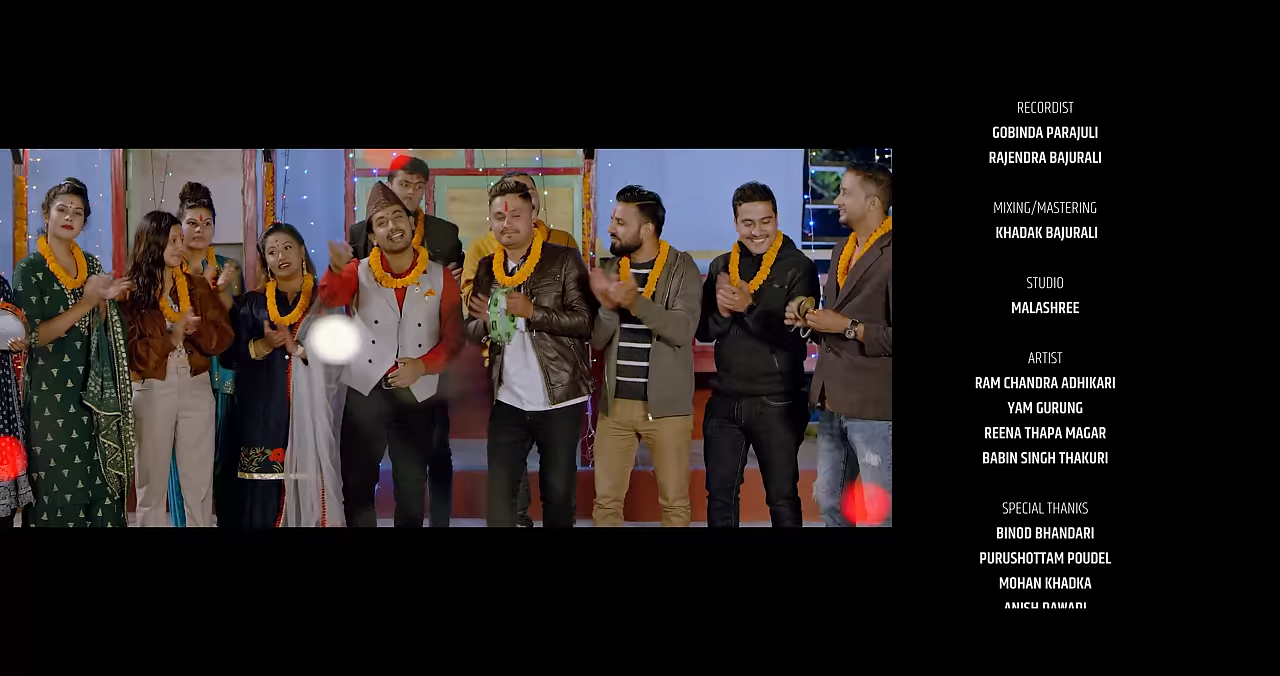 RECORDIST
GOBINDA PARAJULI
RAJENDRA BAJURALI
MIXING/MASTERING
KHADAK BAJURALI
STUDIO
MALASHREE
ARTIST
RAM CHANDRA ADHIKARI
YAM GURUNG
REENA THAPA MAGAR
BABIN SINGH THAKURI
SPECIAL THANKS
BINOD BHANDARI
PURUSHOTTAM POUDEL
MOHAN KHADKA